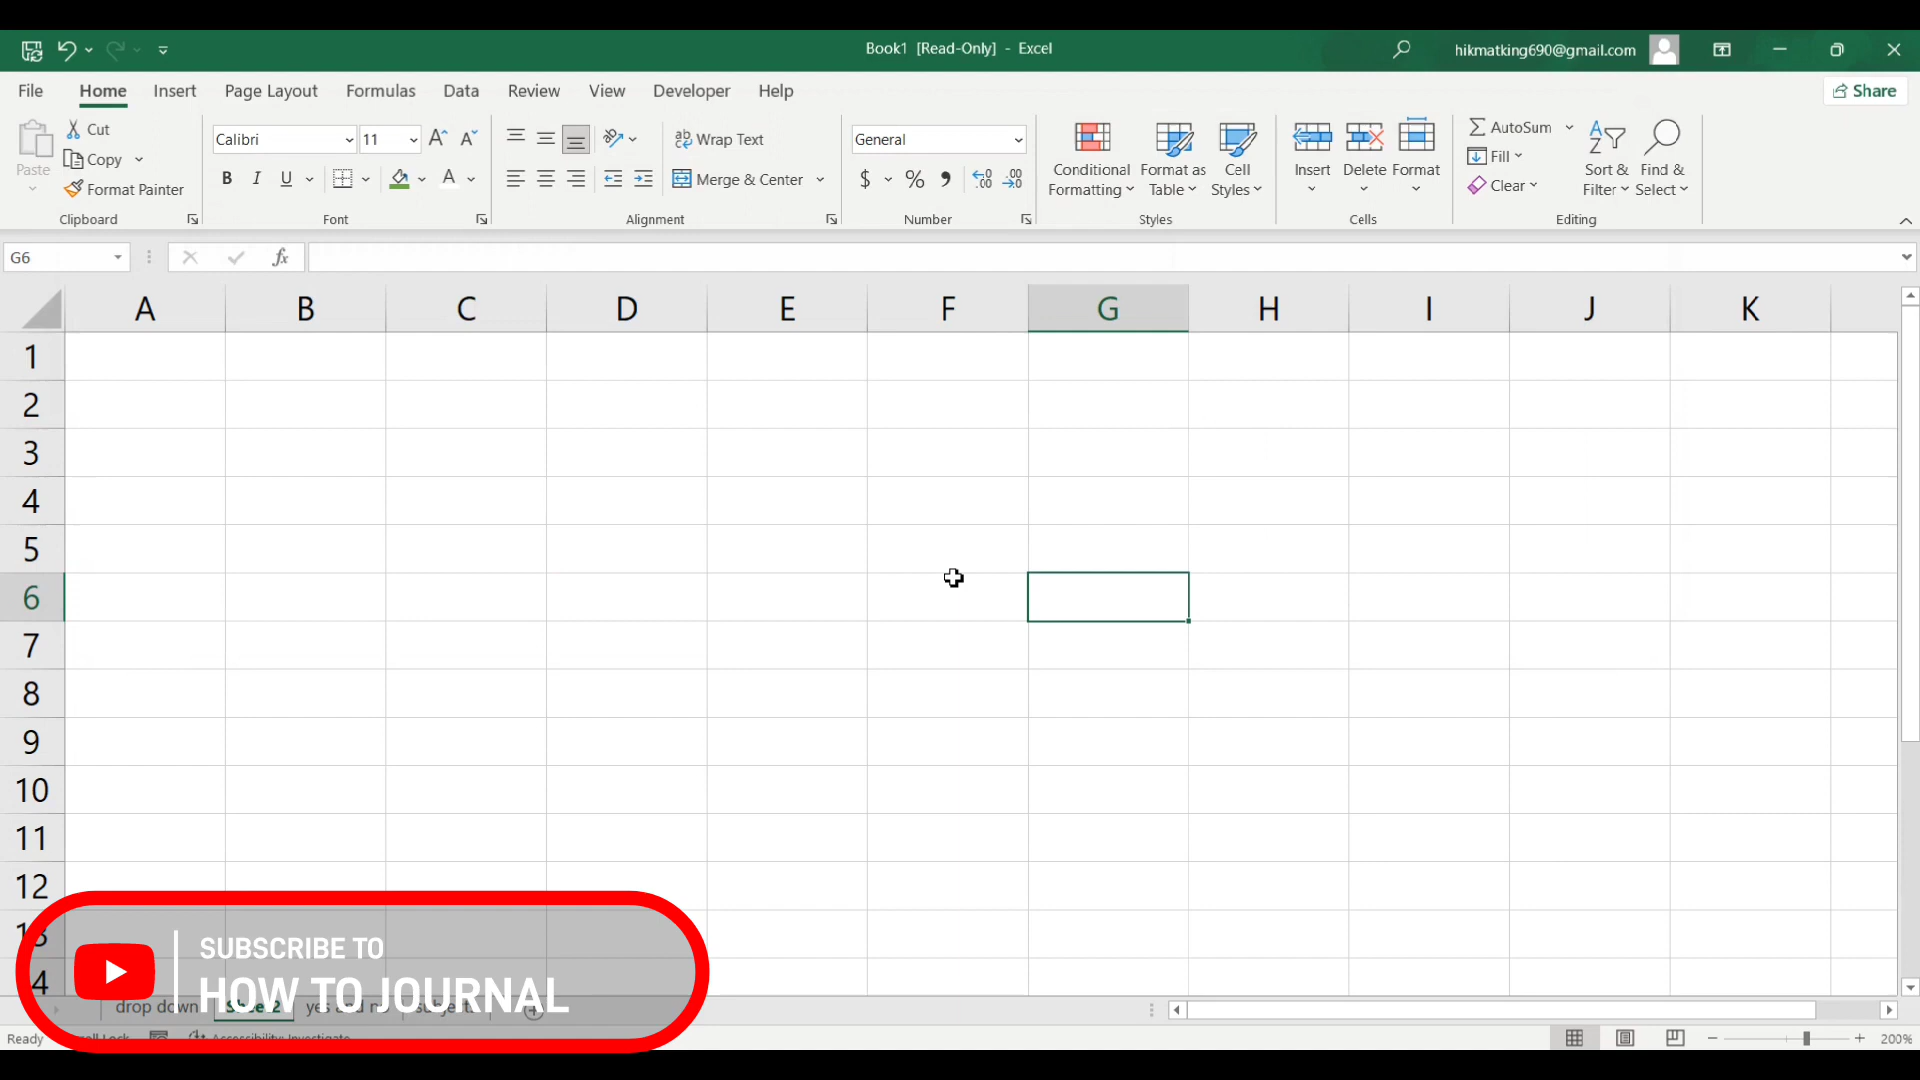 Book1 [Read-Only] - Excel
hikmatking690@gmail.com
File Home Insert Page Layout Formulas Data Review View Developer Help
Share
Paste
Cut
Copy
Format Painter
Clipboard
Calibri
11
B I U
A
Font
Wrap Text
Merge & Center
Alignment
General
$ % ,
Number
Conditional
Formatting
Format as
Table
Cell
Styles
Styles
Insert
Delete
Format
Cells
AutoSum
Fill
Clear
Sort &
Filter
Find &
Select
Editing
G6
fx
A B C D E F G H I J K
1
2
3
4
5
6
7
8
9
10
11
12
13
SUBSCRIBE TO
HOW TO JOURNAL
drop down
Ready
Accessibility: Investigate
200%